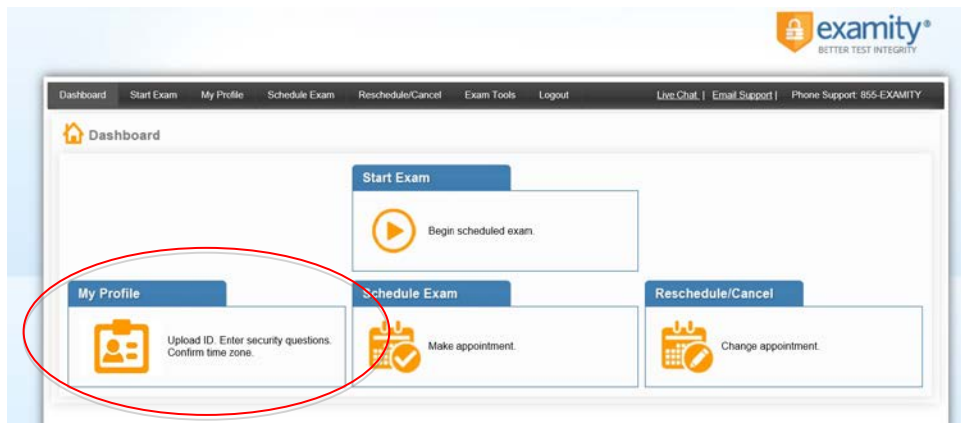 examity®
BETTER TEST INTEGRITY
Dashboard Start Exam My Profile Schedule Exam Reschedule/Cancel Exam Tools Logout Live Chat | Email Support | Phone Support: 855-EXAMITY
Dashboard
Start Exam
Begin scheduled exam.
My Profile
Upload ID. Enter security questions.
Confirm time zone.
Schedule Exam
Make appointment.
Reschedule/Cancel
Change appointment.